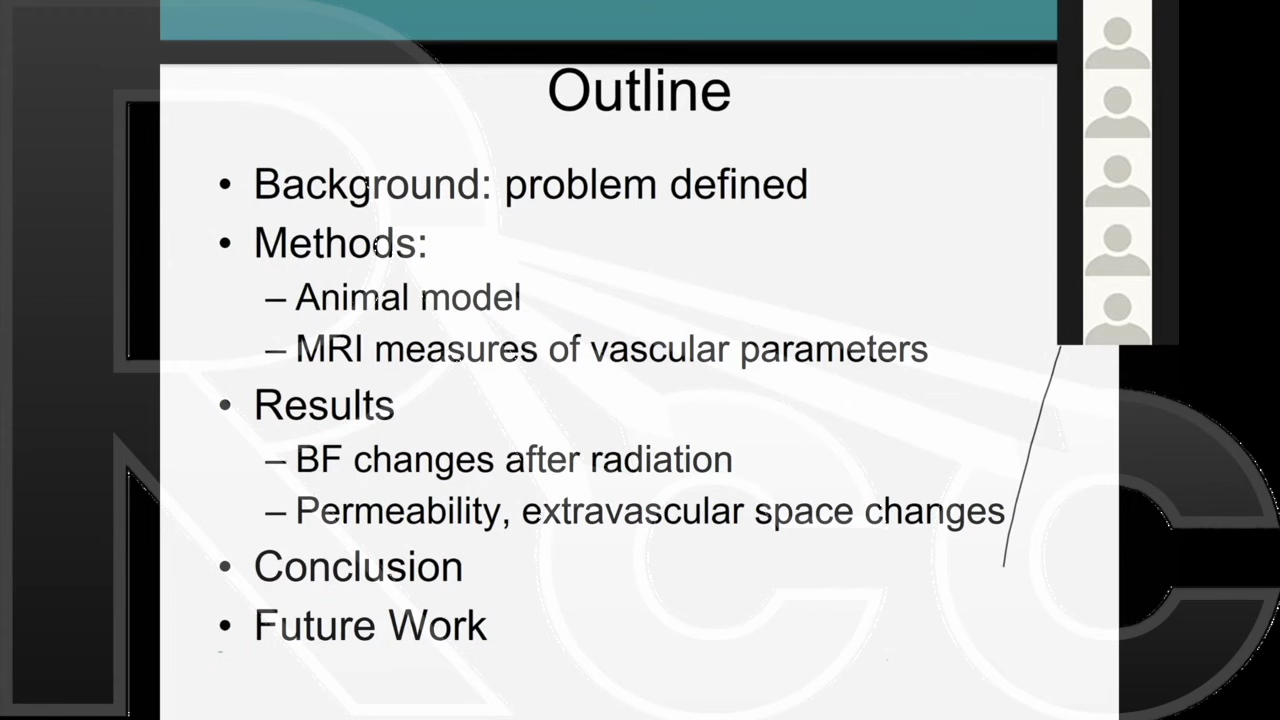 Outline
• Background: problem defined
• Methods:
– Animal model
– MRI measures of vascular parameters
• Results
– BF changes after radiation
– Permeability, extravascular space changes
• Conclusion
• Future Work
RCC